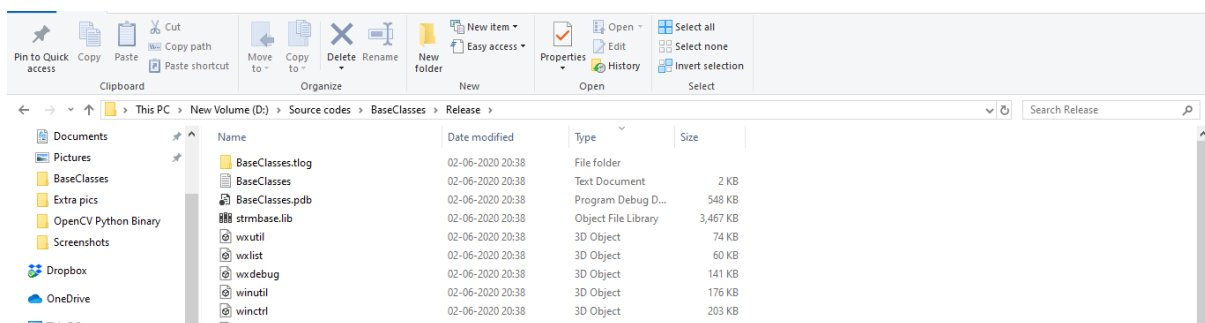 Pin to Quick access
Copy
Paste
Cut
Copy path
Paste shortcut
Clipboard
Move to
Copy to
Delete
Rename
Organize
New folder
New item
Easy access
New
Properties
Open
Edit
History
Open
Select all
Select none
Invert selection
Select
This PC > New Volume (D:) > Source codes > BaseClasses > Release >
Search Release
Documents
Pictures
BaseClasses
Extra pics
OpenCV Python Binary
Screenshots
Dropbox
OneDrive
Name Date modified Type Size
BaseClasses.tlog 02-06-2020 20:38 File folder
BaseClasses 02-06-2020 20:38 Text Document 2 KB
BaseClasses.pdb 02-06-2020 20:38 Program Debug D... 548 KB
strmbase.lib 02-06-2020 20:38 Object File Library 3,467 KB
wxutil 02-06-2020 20:38 3D Object 74 KB
wxlist 02-06-2020 20:38 3D Object 60 KB
wxdebug 02-06-2020 20:38 3D Object 141 KB
winutil 02-06-2020 20:38 3D Object 176 KB
winctrl 02-06-2020 20:38 3D Object 203 KB